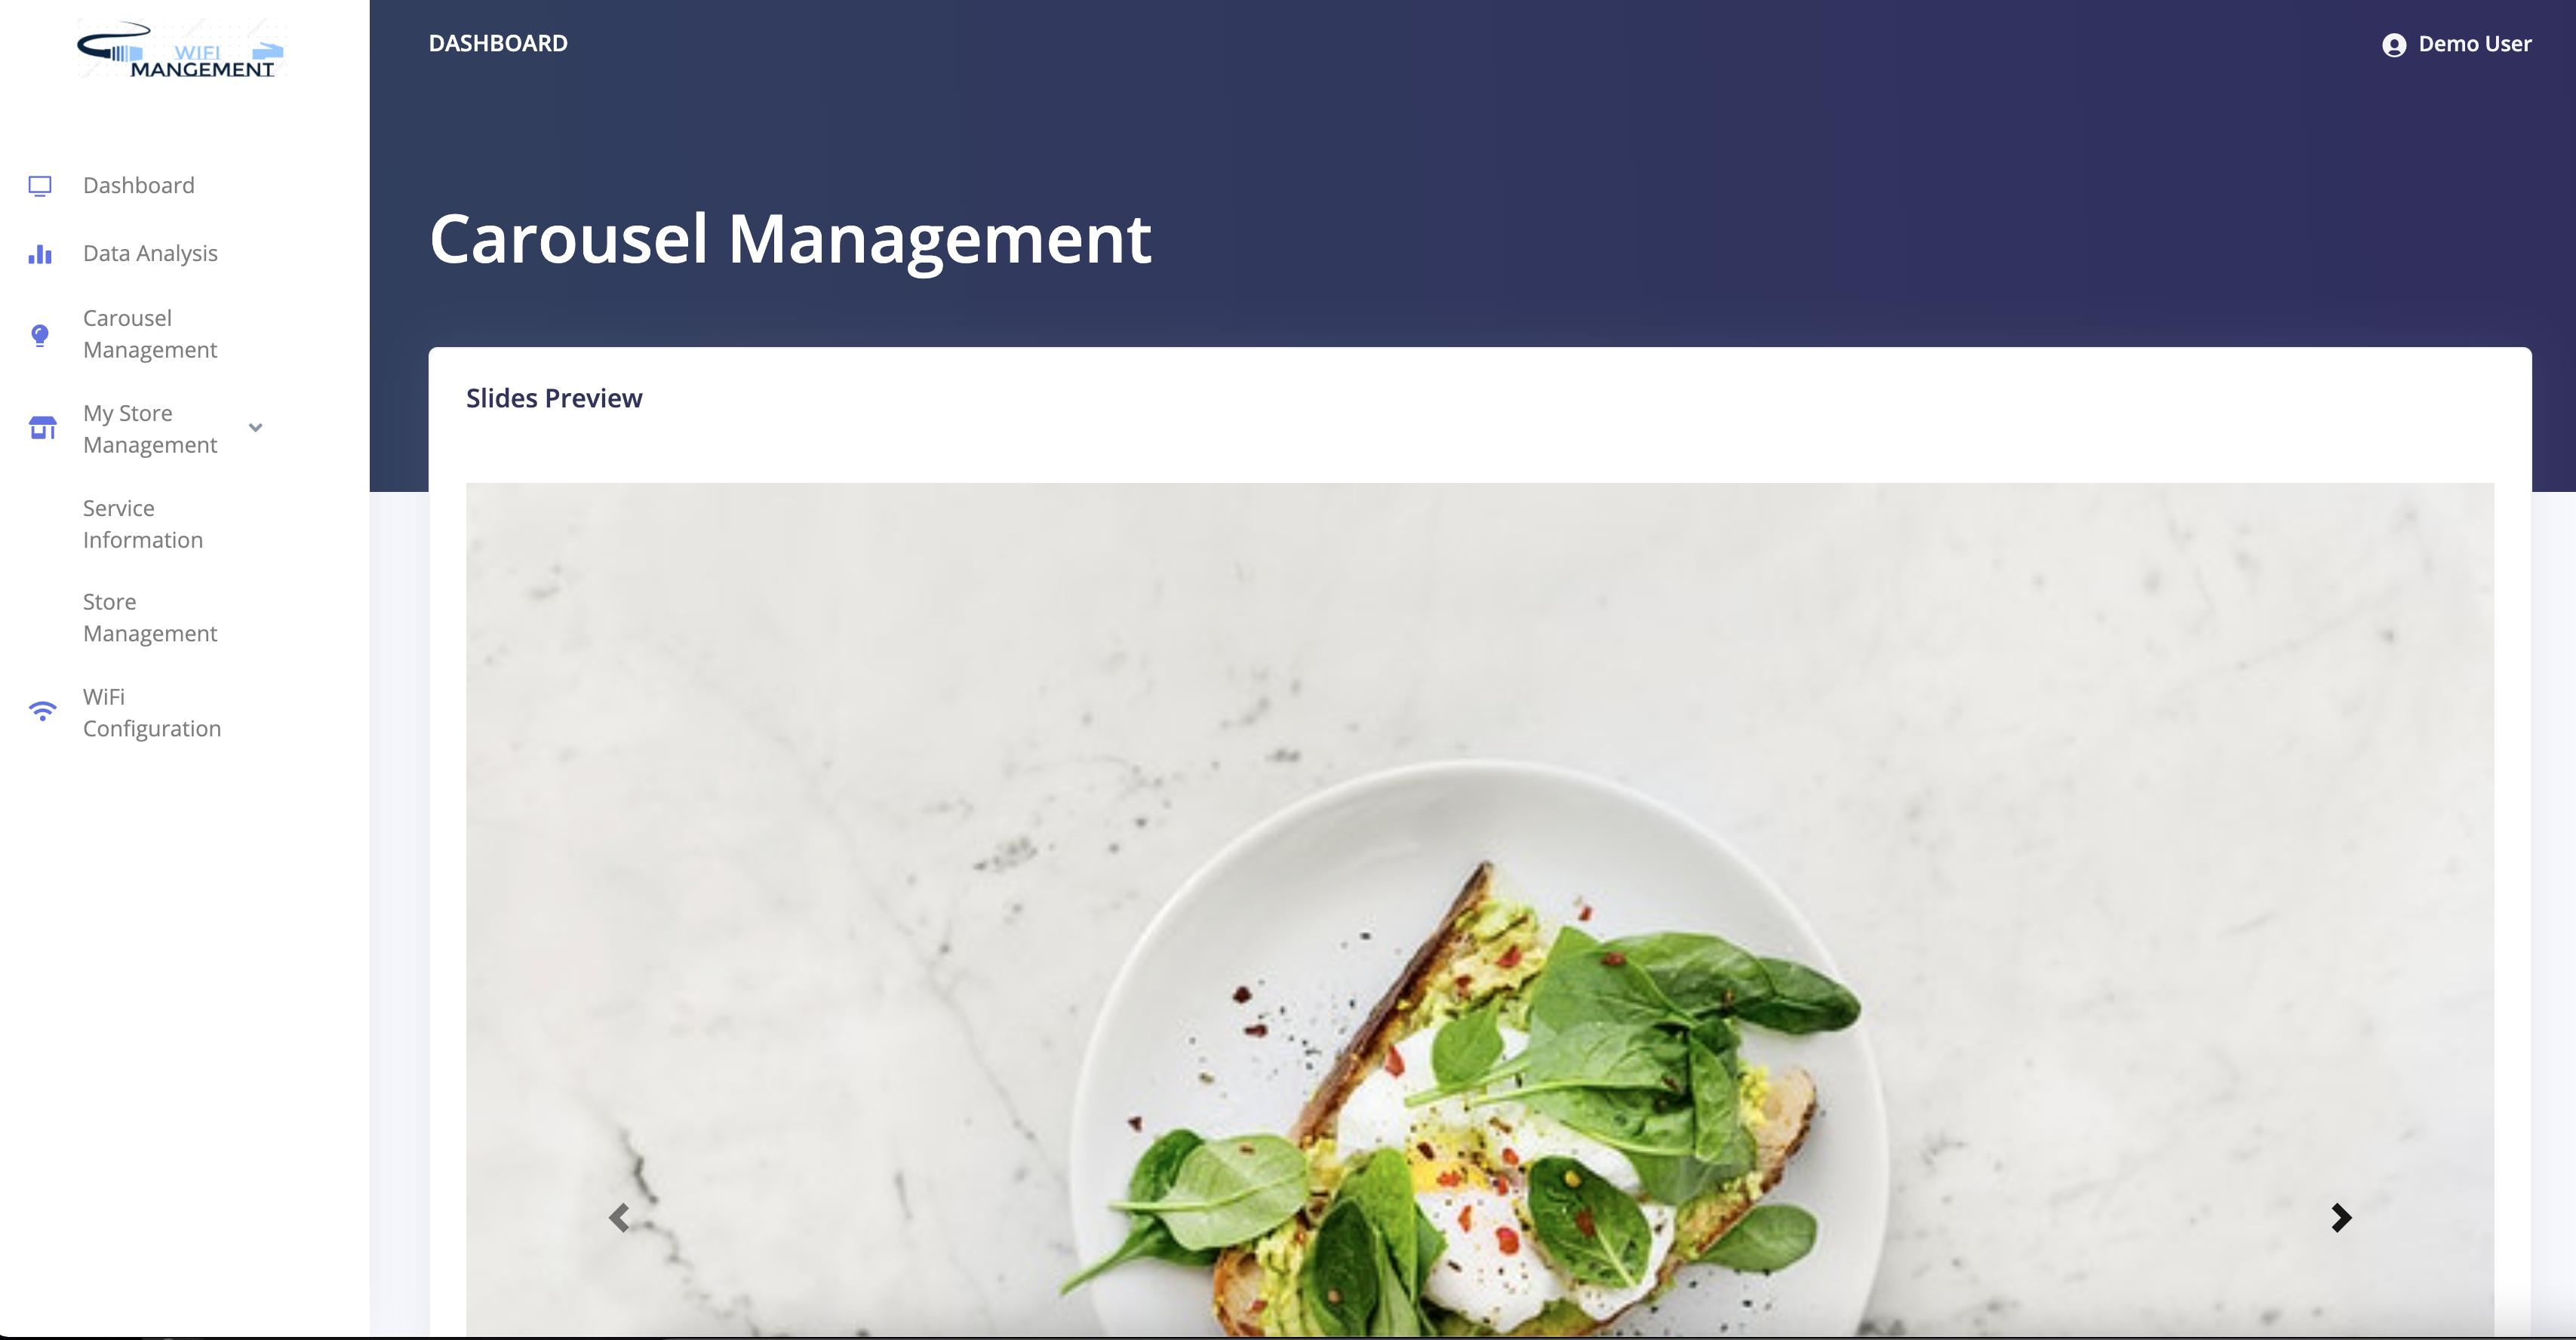 WIFI
MANGEMENT
DASHBOARD
Demo User
Dashboard
Data Analysis
Carousel
Management
My Store
Management
Service
Information
Store
Management
WiFi
Configuration
Carousel Management
Slides Preview